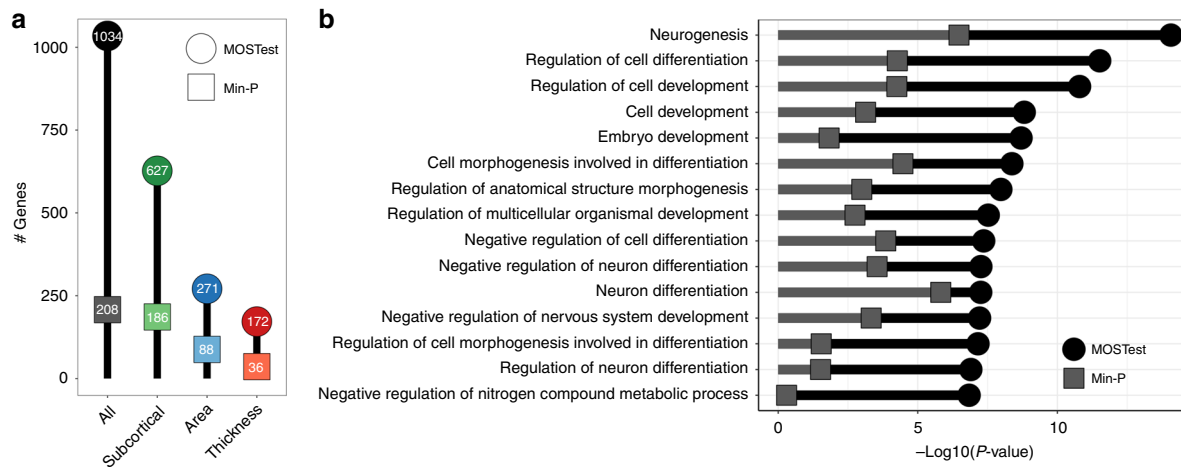 a
# Genes
1000
750
500
250
0
1034
208
627
186
271
88
172
36
MOSTest
Min-P
All
Subcortical
Area
Thickness
b
Neurogenesis
Regulation of cell differentiation
Regulation of cell development
Cell development
Embryo development
Cell morphogenesis involved in differentiation
Regulation of anatomical structure morphogenesis
Regulation of multicellular organismal development
Negative regulation of cell differentiation
Negative regulation of neuron differentiation
Neuron differentiation
Negative regulation of nervous system development
Regulation of cell morphogenesis involved in differentiation
Regulation of neuron differentiation
Negative regulation of nitrogen compound metabolic process
MOSTest
Min-P
0
5
10
–Log10(P-value)